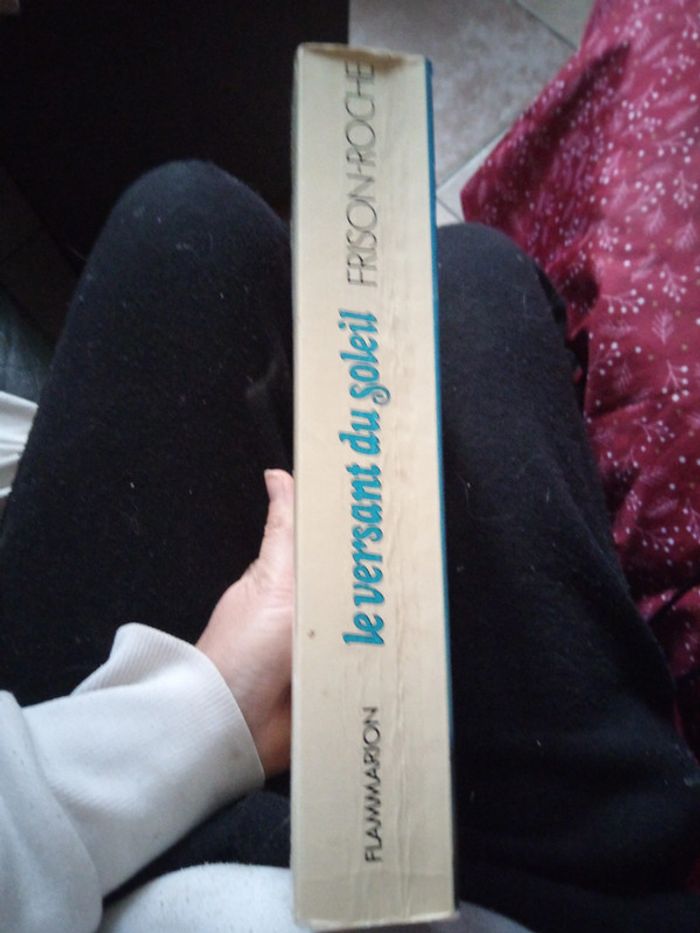 FLAMMARION
le versant du soleil
FRISON-ROCHE